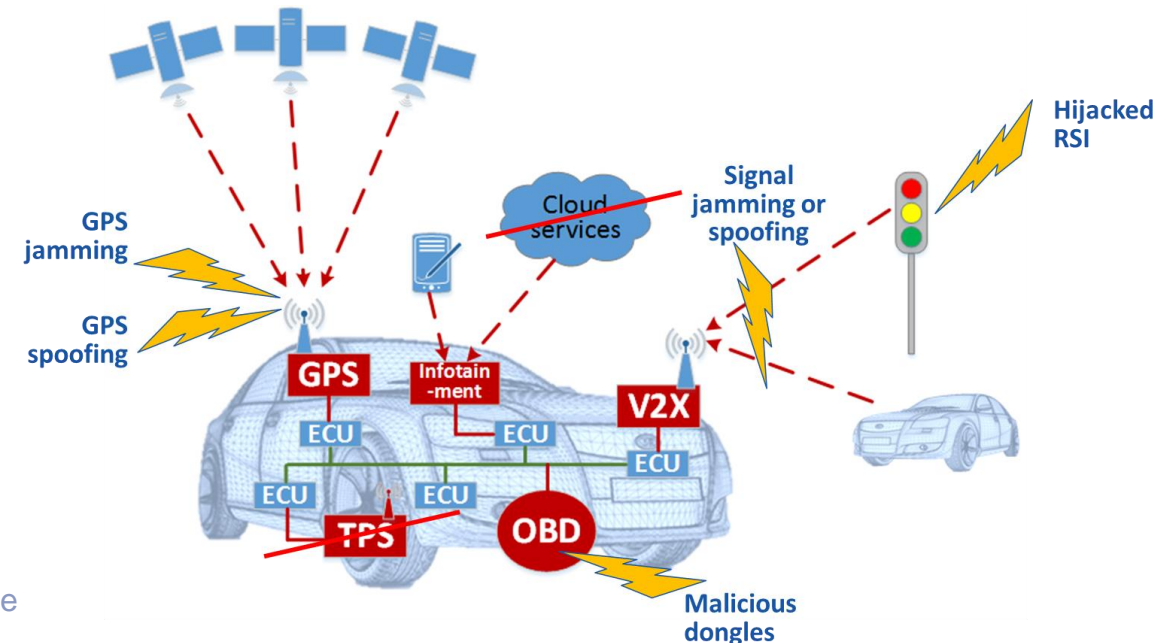 Hijacked
RSI
Signal
jamming or
spoofing
Cloud
services
GPS
jamming
GPS
spoofing
GPS
Infotain
-ment
V2X
ECU
ECU
ECU
ECU
ECU
TPS
OBD
Malicious
dongles
e